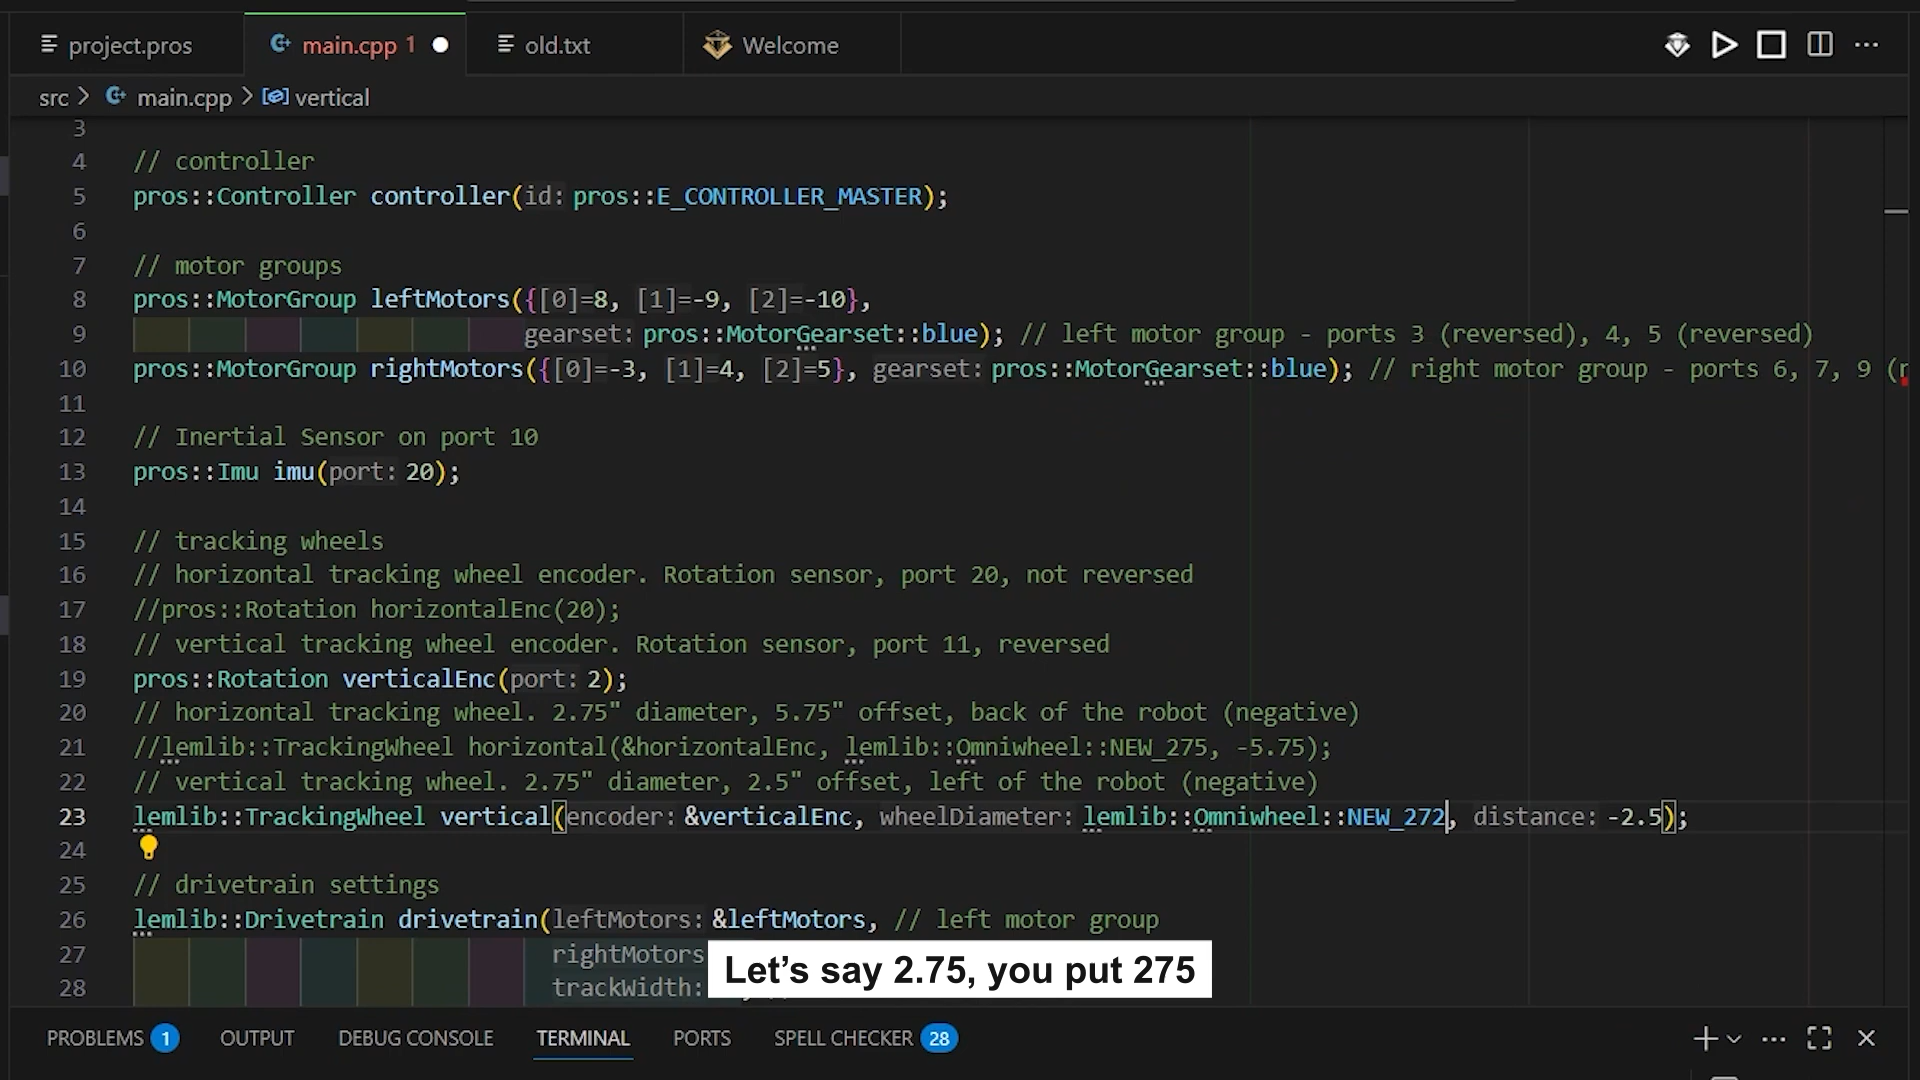 project.pros
main.cpp 1
old.txt
Welcome
src > main.cpp > vertical
3
4 // controller
5 pros::Controller controller(id: pros::E_CONTROLLER_MASTER);
6
7 // motor groups
8 pros::MotorGroup leftMotors({[0]=8, [1]=-9, [2]=-10},
9 gearset: pros::MotorGearset::blue); // left motor group - ports 3 (reversed), 4, 5 (reversed)
10 pros::MotorGroup rightMotors({[0]=-3, [1]=4, [2]=5}, gearset: pros::MotorGearset::blue); // right motor group - ports 6, 7, 9 (r
11
12 // Inertial Sensor on port 10
13 pros::Imu imu(port: 20);
14
15 // tracking wheels
16 // horizontal tracking wheel encoder. Rotation sensor, port 20, not reversed
17 //pros::Rotation horizontalEnc(20);
18 // vertical tracking wheel encoder. Rotation sensor, port 11, reversed
19 pros::Rotation verticalEnc(port: 2);
20 // horizontal tracking wheel. 2.75" diameter, 5.75" offset, back of the robot (negative)
21 //lemlib::TrackingWheel horizontal(&horizontalEnc, lemlib::Omniwheel::NEW_275, -5.75);
22 // vertical tracking wheel. 2.75" diameter, 2.5" offset, left of the robot (negative)
23 lemlib::TrackingWheel vertical(encoder: &verticalEnc, wheelDiameter: lemlib::Omniwheel::NEW_272, distance: -2.5);
24
25 // drivetrain settings
26 lemlib::Drivetrain drivetrain(leftMotors: &leftMotors, // left motor group
27 rightMotors
28 trackWidth:
Let's say 2.75, you put 275
PROBLEMS 1 OUTPUT DEBUG CONSOLE TERMINAL PORTS SPELL CHECKER 28